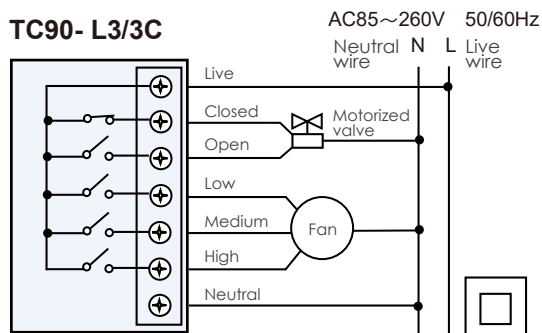 TC90- L3/3C
AC85～260V 50/60Hz
Neutral wire N L Live wire
Live
Closed
Motorized valve
Open
Low
Medium
Fan
High
Neutral